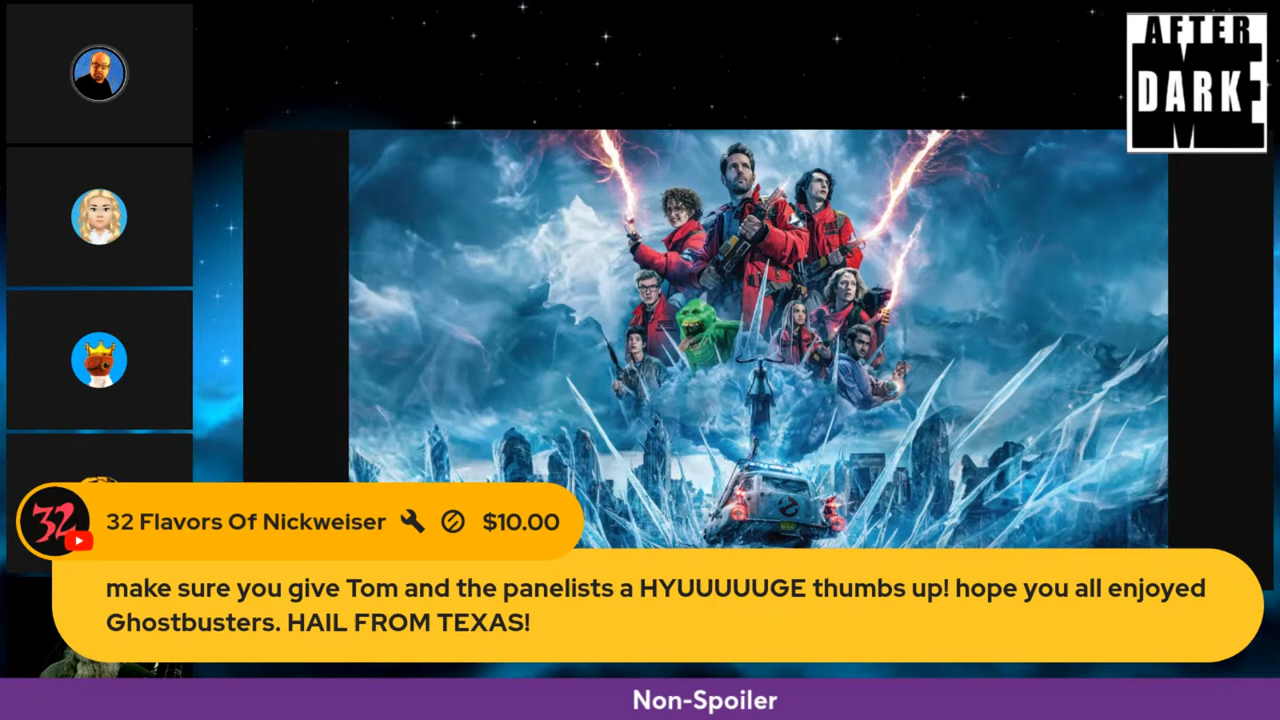 AFTER
DARK
32
32 Flavors Of Nickweiser $10.00
make sure you give Tom and the panelists a HYUUUUUGE thumbs up! hope you all enjoyed
Ghostbusters. HAIL FROM TEXAS!
Non-Spoiler